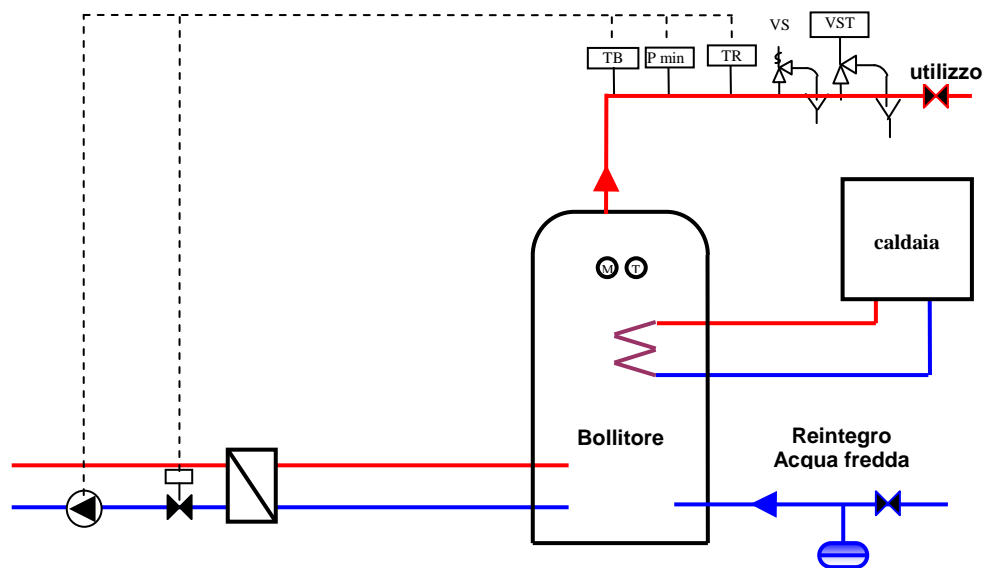 VS
VST
TB
P min
TR
utilizzo
caldaia
M
T
Bollitore
Reintegro
Acqua fredda